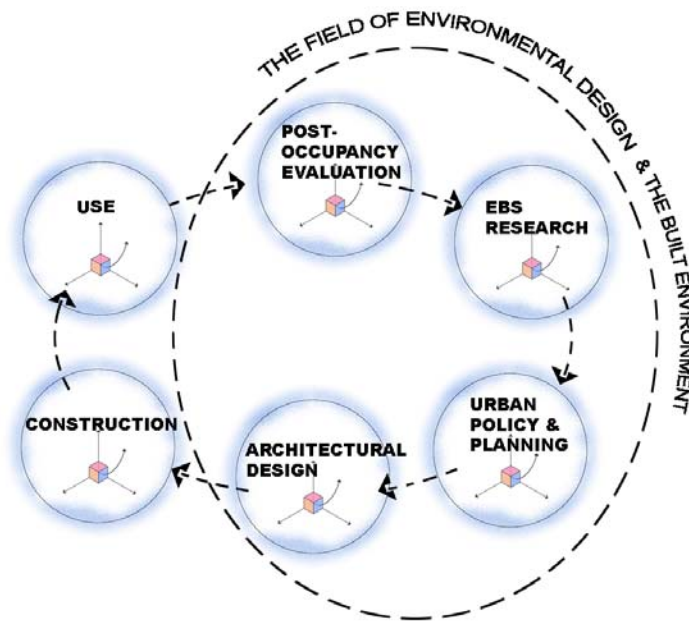 THE FIELD OF ENVIRONMENTAL DESIGN & THE BUILT ENVIRONMENT
POST-
OCCUPANCY
EVALUATION
USE
EBS
RESEARCH
URBAN
POLICY &
PLANNING
ARCHITECTURAL
DESIGN
CONSTRUCTION